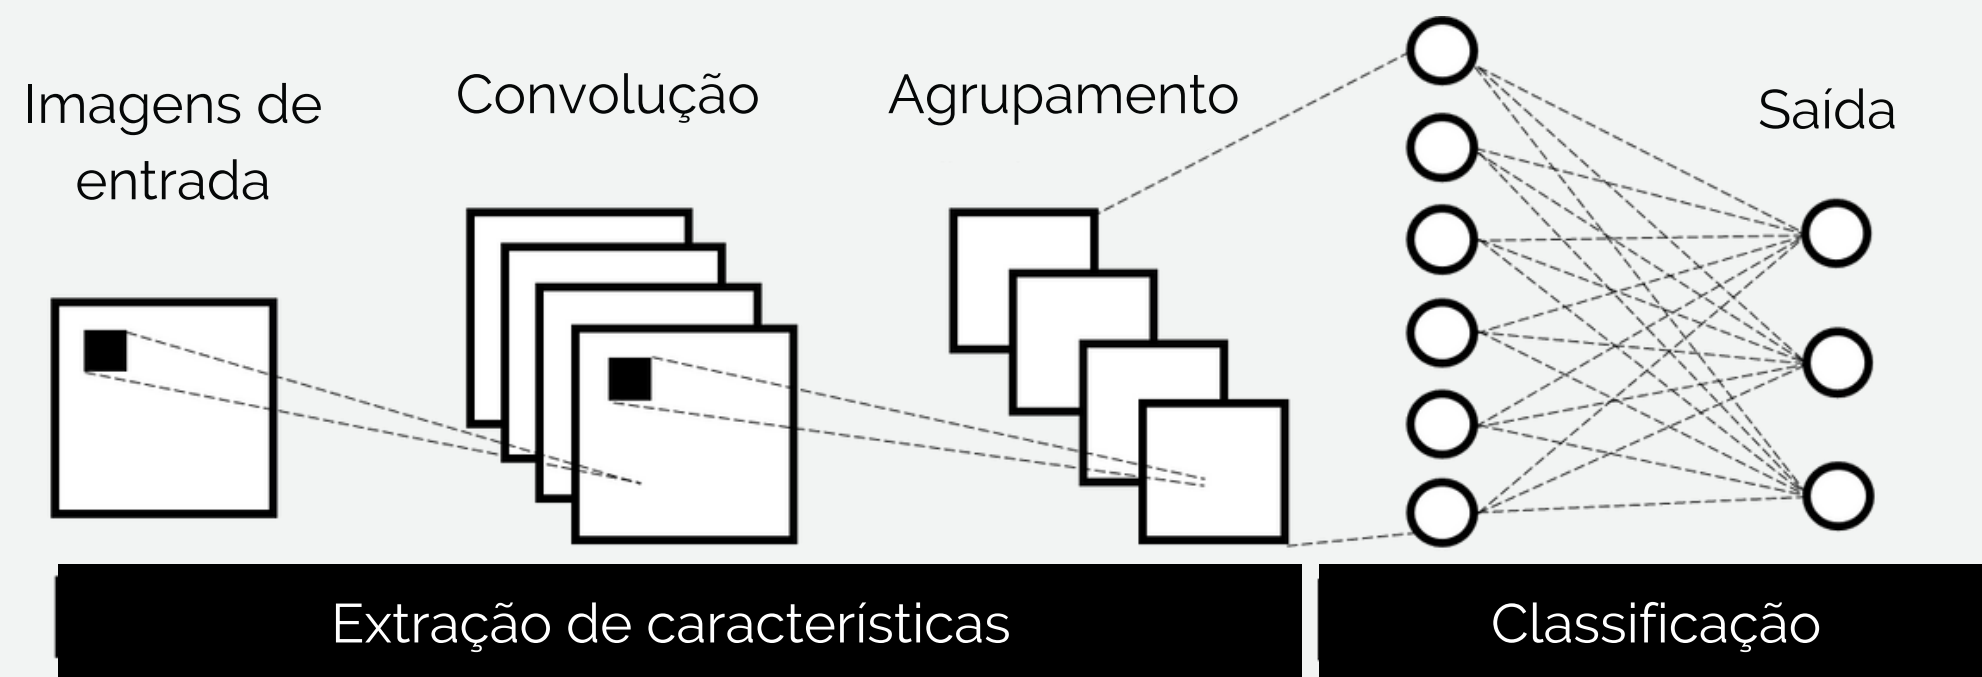 Imagens de
entrada
Convolução
Agrupamento
Saída
Extração de características
Classificação